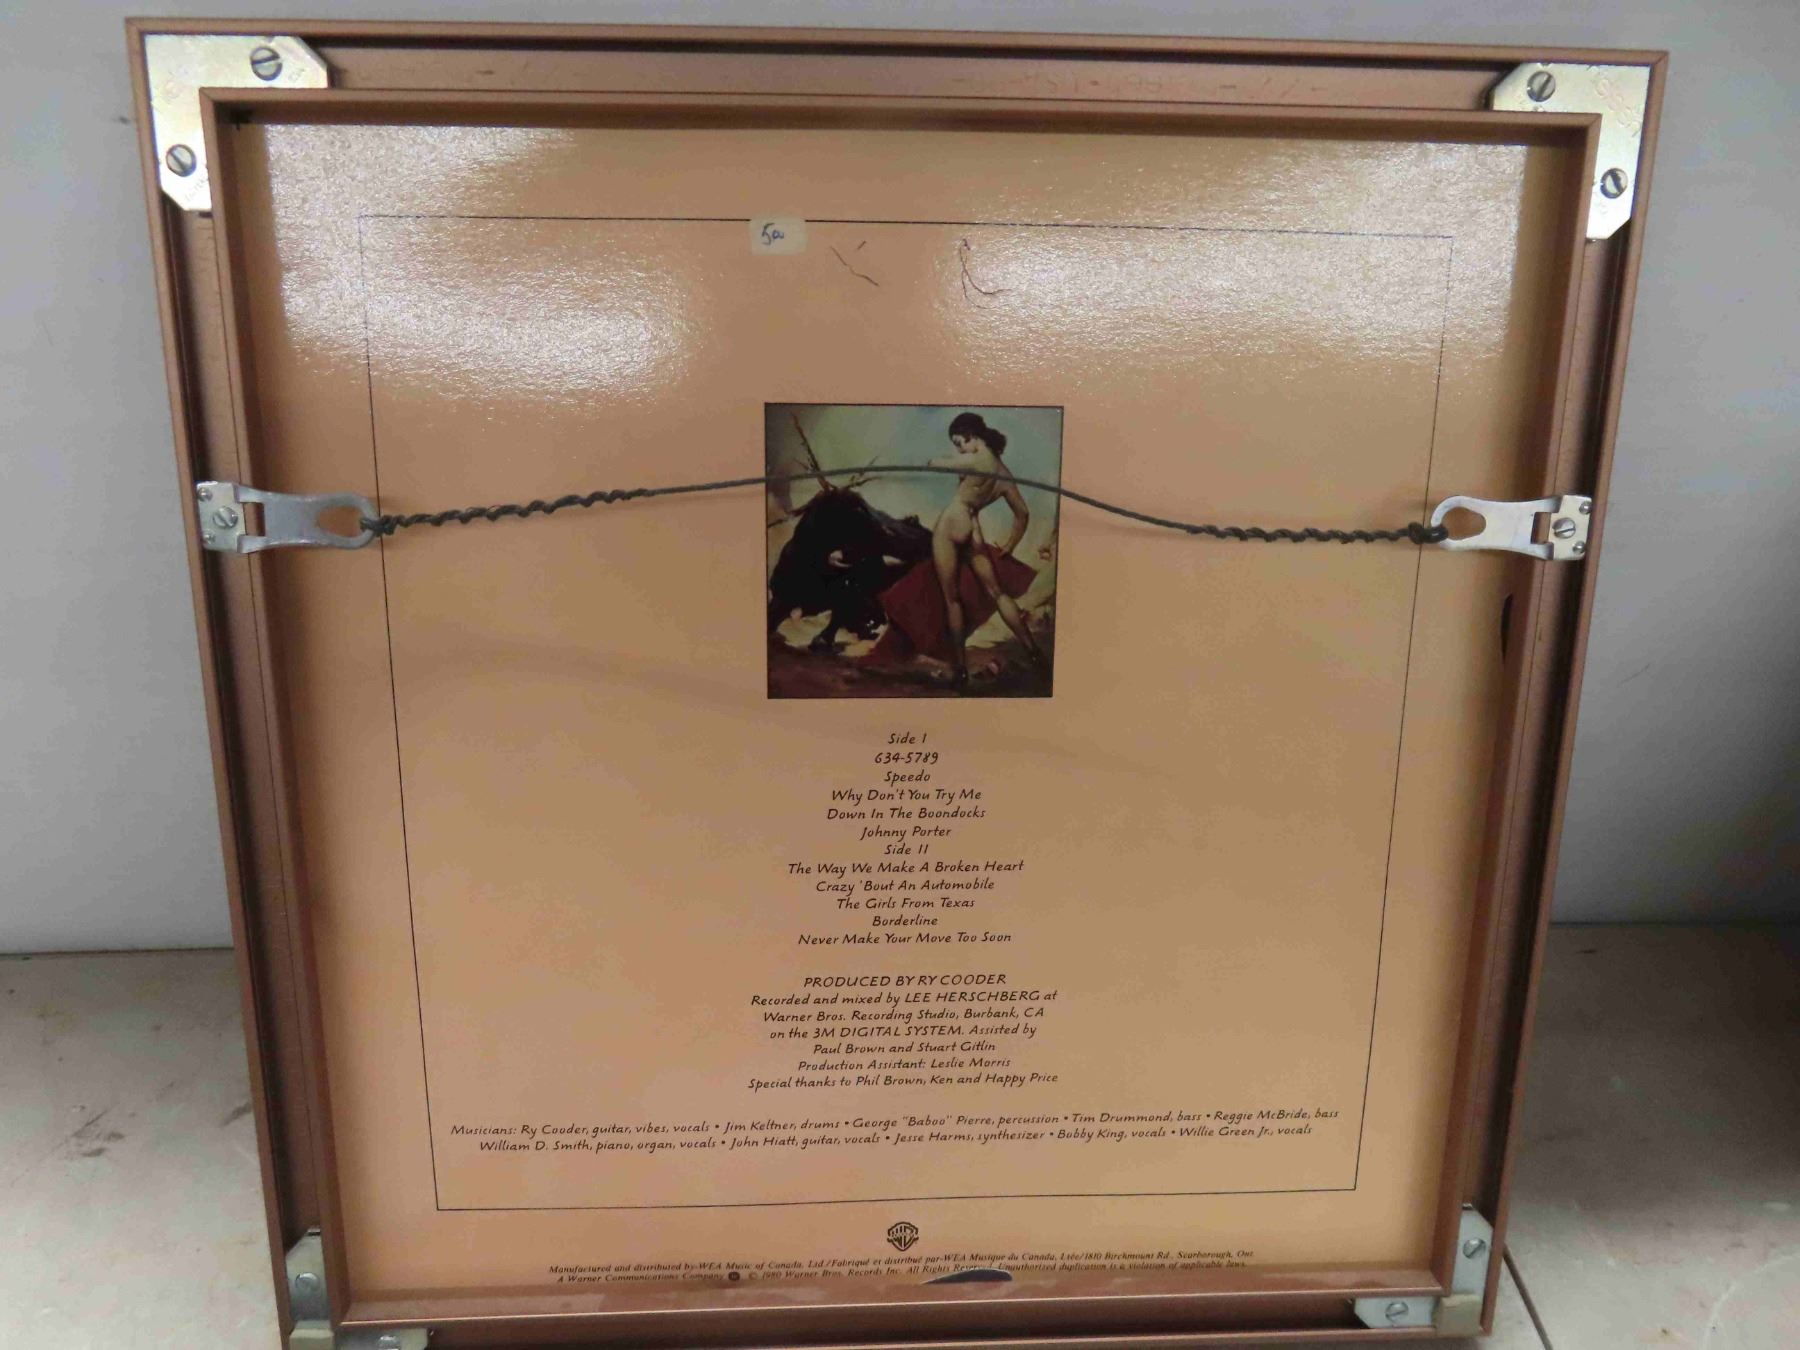 500
Side I
634-5789
Speedo
Why Don't You Try Me
Down In The Boondocks
Johnny Porter
Side II
The Way We Make A Broken Heart
Crazy 'Bout An Automobile
The Girls From Texas
Borderline
Never Make Your Move Too Soon
PRODUCED BY RY COODER
Recorded and mixed by LEE HERSCHBERG at
Warner Bros. Recording Studio, Burbank, CA
on the 3M DIGITAL SYSTEM. Assisted by
Paul Brown and Stuart Gitlin
Production Assistant: Leslie Morris
Special thanks to Phil Brown, Ken and Happy Price
Musicians: Ry Cooder, guitar, vibes, vocals • Jim Keltner, drums • George "Baboo" Pierre, percussion • Tim Drummond, bass • Reggie McBride, bass
William D. Smith, piano, organ, vocals • John Hiatt, guitar, vocals • Jesse Harms, synthesizer • Bobby King, vocals • Willie Green Jr., vocals
Manufactured and distributed by WEA Music of Canada, Ltd./Fabriqué et distribué par WEA Musique du Canada, Ltée/1810 Birchmount Rd., Scarborough, Ont.
A Warner Communications Company © 1980 Warner Bros. Records Inc. All Rights Reserved. Unauthorized duplication is a violation of applicable laws.